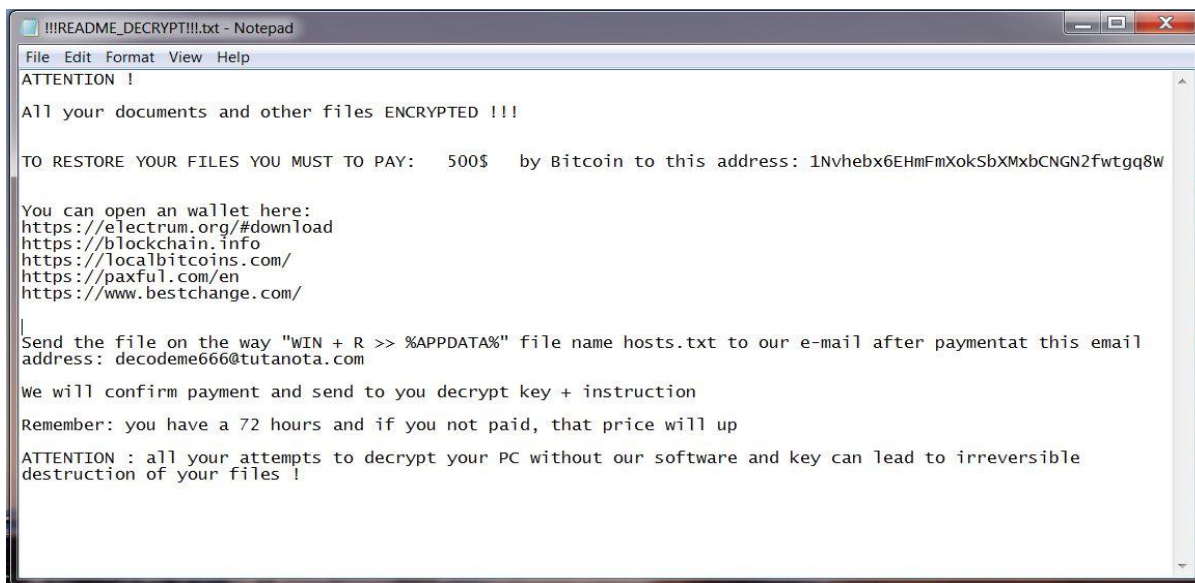 !!!README_DECRYPT!!!.txt - Notepad
File Edit Format View Help
ATTENTION !
All your documents and other files ENCRYPTED !!!
TO RESTORE YOUR FILES YOU MUST TO PAY: 500$ by Bitcoin to this address: 1Nvhebx6EHmFmXokSbXMxbCNGN2fwtgq8W
You can open an wallet here:
https://electrum.org/#download
https://blockchain.info
https://localbitcoins.com/
https://paxful.com/en
https://www.bestchange.com/
Send the file on the way "WIN + R >> %APPDATA%" file name hosts.txt to our e-mail after paymentat this email
address: decodeme666@tutanota.com
We will confirm payment and send to you decrypt key + instruction
Remember: you have a 72 hours and if you not paid, that price will up
ATTENTION : all your attempts to decrypt your PC without our software and key can lead to irreversible
destruction of your files !